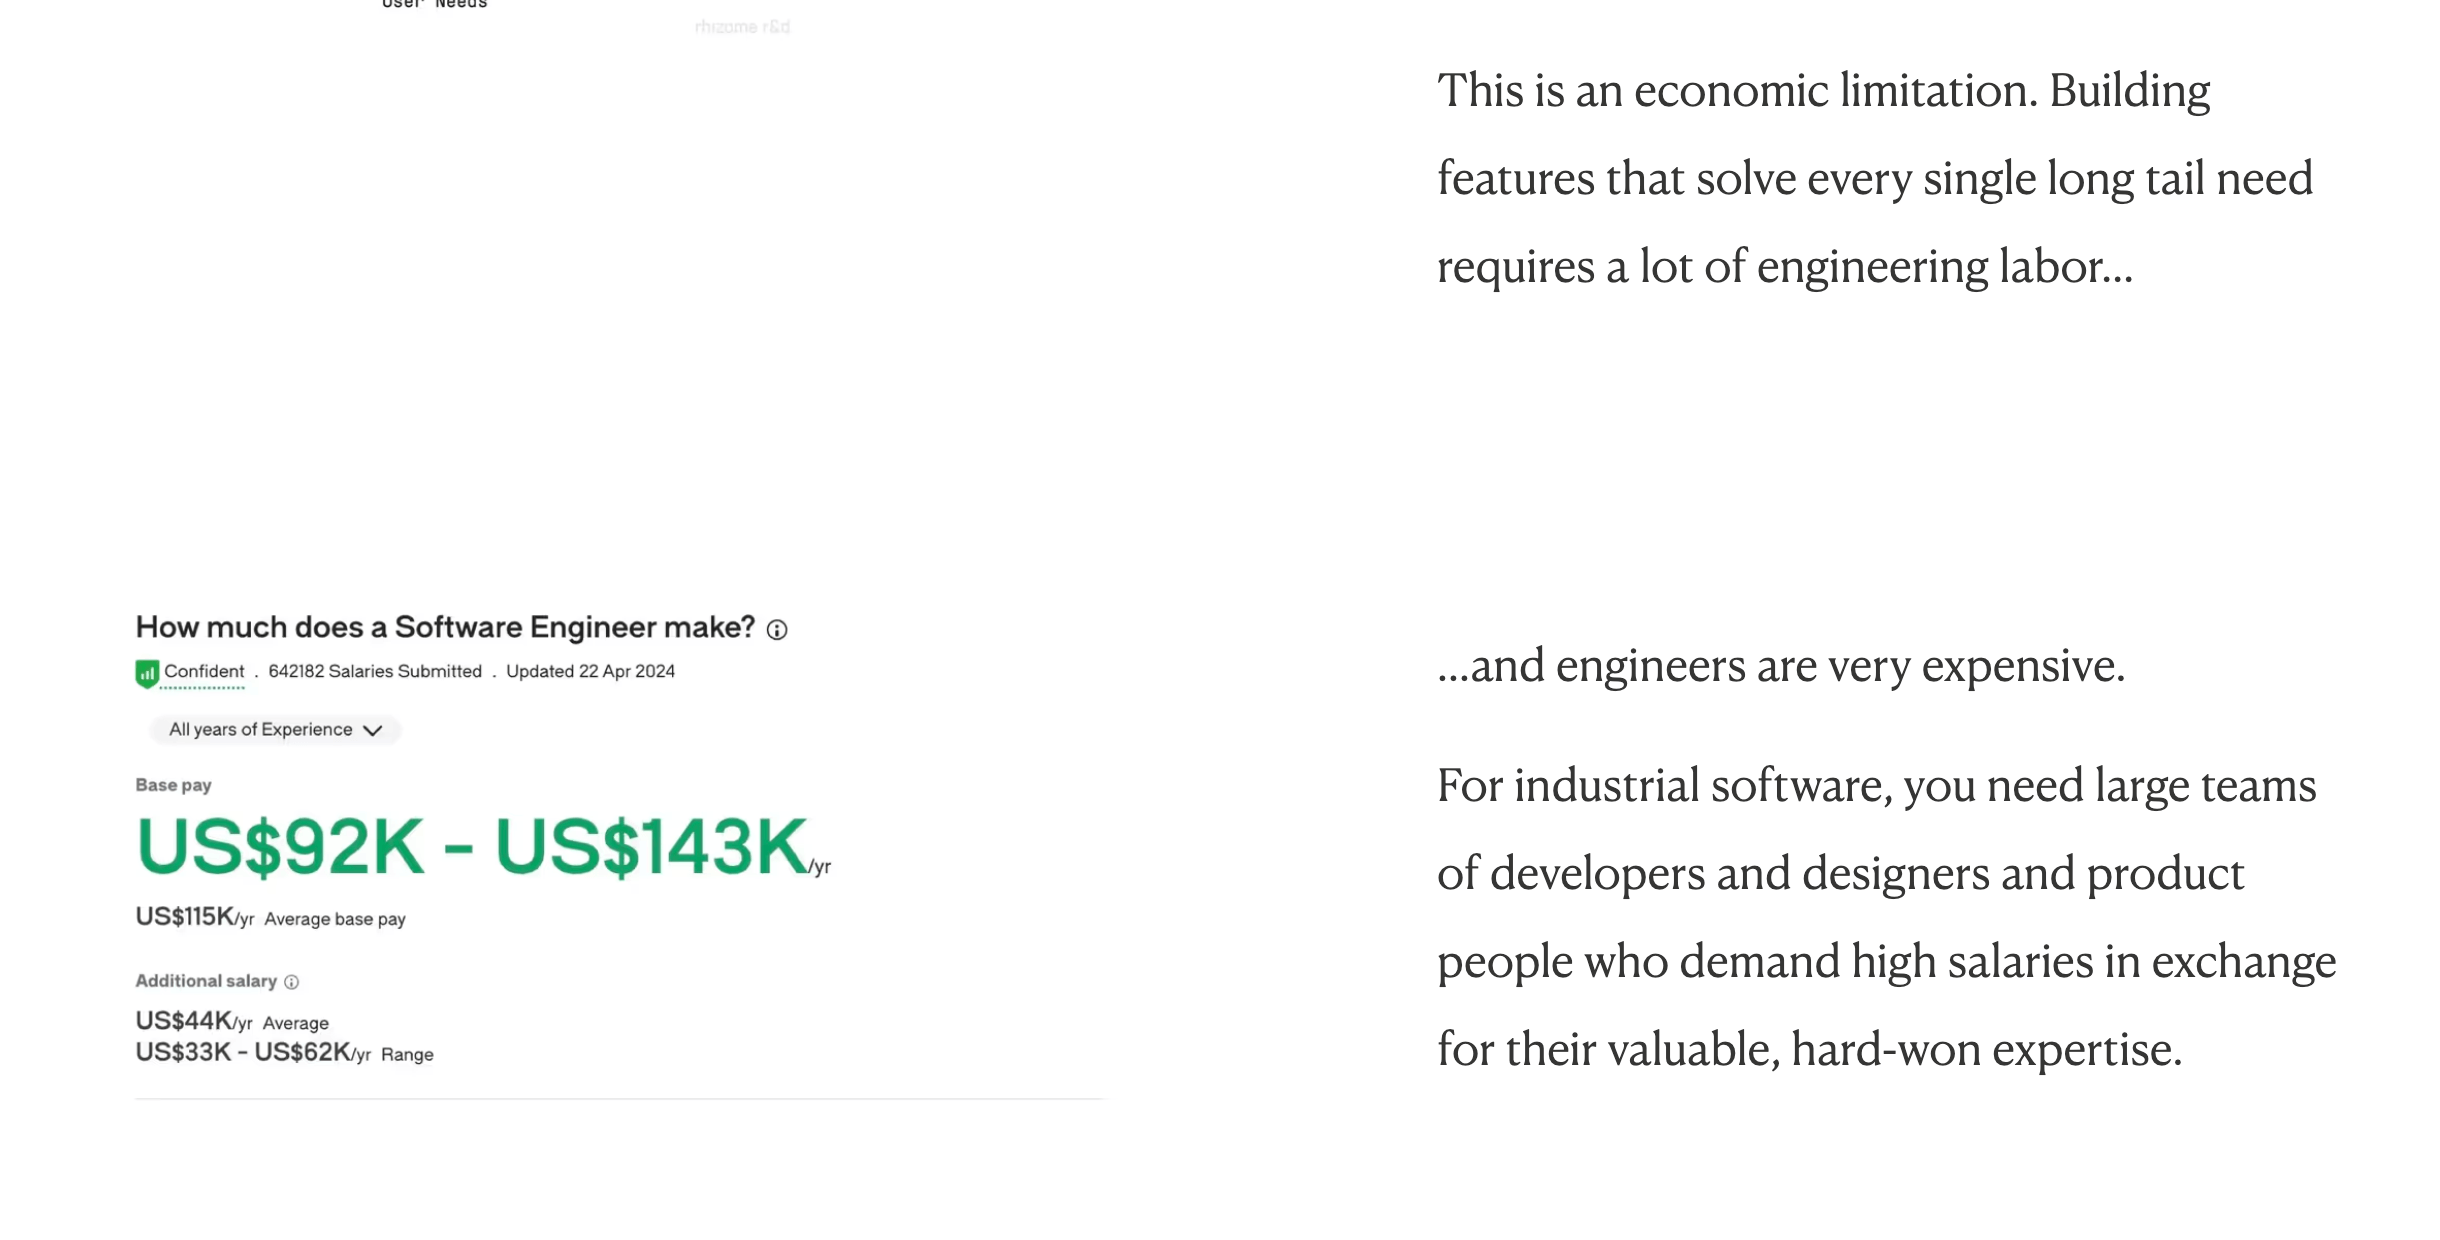 User Needs
rhizome r&d
This is an economic limitation. Building
features that solve every single long tail need
requires a lot of engineering labor...
How much does a Software Engineer make?
Confident . 642182 Salaries Submitted . Updated 22 Apr 2024
All years of Experience
Base pay
US$92K - US$143K/yr
US$115K/yr Average base pay
Additional salary
US$44K/yr Average
US$33K - US$62K/yr Range
...and engineers are very expensive.
For industrial software, you need large teams
of developers and designers and product
people who demand high salaries in exchange
for their valuable, hard-won expertise.